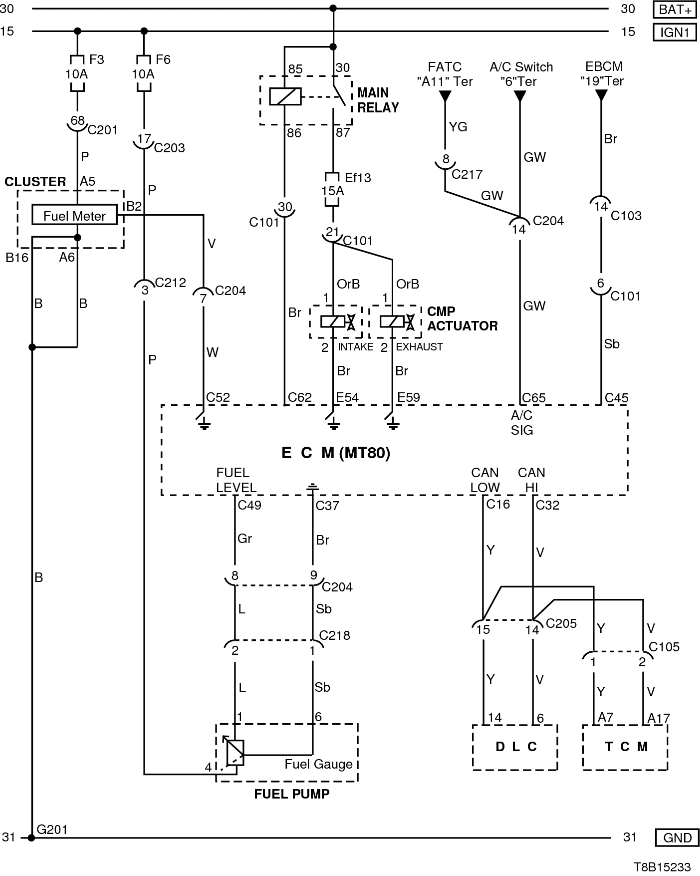 30 30 BAT+
15 15 IGN1
F3 F6 85 30 FATC A/C Switch EBCM
10A 10A "A11" Ter "6"Ter "19"Ter
MAIN
RELAY
86 87
68 C201 17 C203 YG Br
P 8 C217 GW
CLUSTER A5 P Ef13
15A GW
Fuel Meter B2 30 C101 14 C103
21 C101 14 C204
B16 A6 V
3 C212 7 C204 OrB OrB 6 C101
1 1
B B Br CMP
ACTUATOR GW
2 INTAKE 2 EXHAUST Sb
P W Br Br
C52 C62 E54 E59 C65 C45
A/C
SIG
E C M (MT80)
FUEL
LEVEL CAN
LOW CAN
HI
C49 C37 C16 C32
Gr Br Y V
B 8 9 C204
L Sb 15 14 C205 Y V
C218 C105
2 1 1 2
L Sb Y V Y V
1 6 14 6 A7 A17
D L C T C M
4 Fuel Gauge
FUEL PUMP
31 G201 31 GND
T8B15233